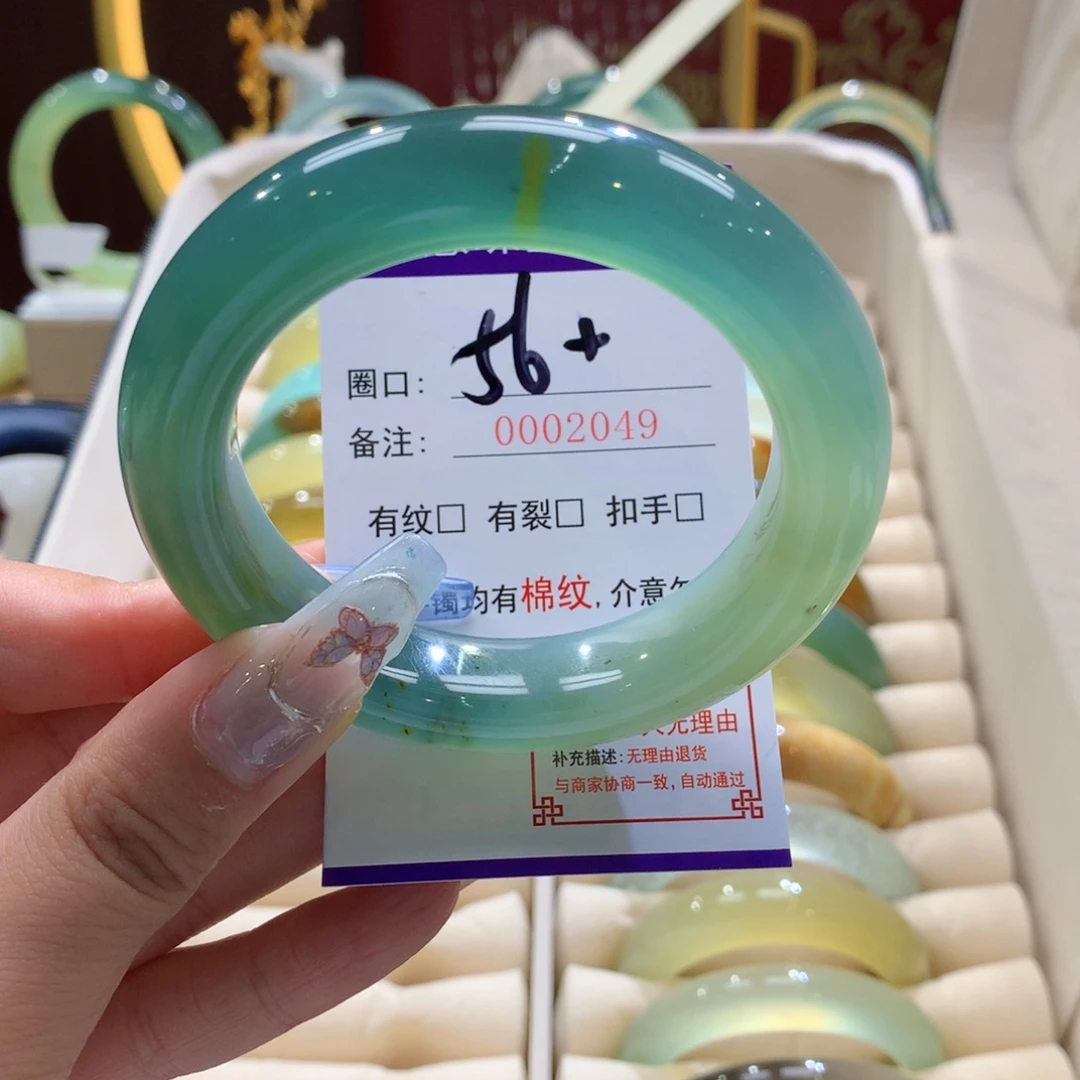 圈口: 56+
备注: 0002049
有纹□ 有裂□ 扣手□
镯均有棉纹, 介意
无理由
补充描述: 无理由退货
与商家协商一致, 自动通过